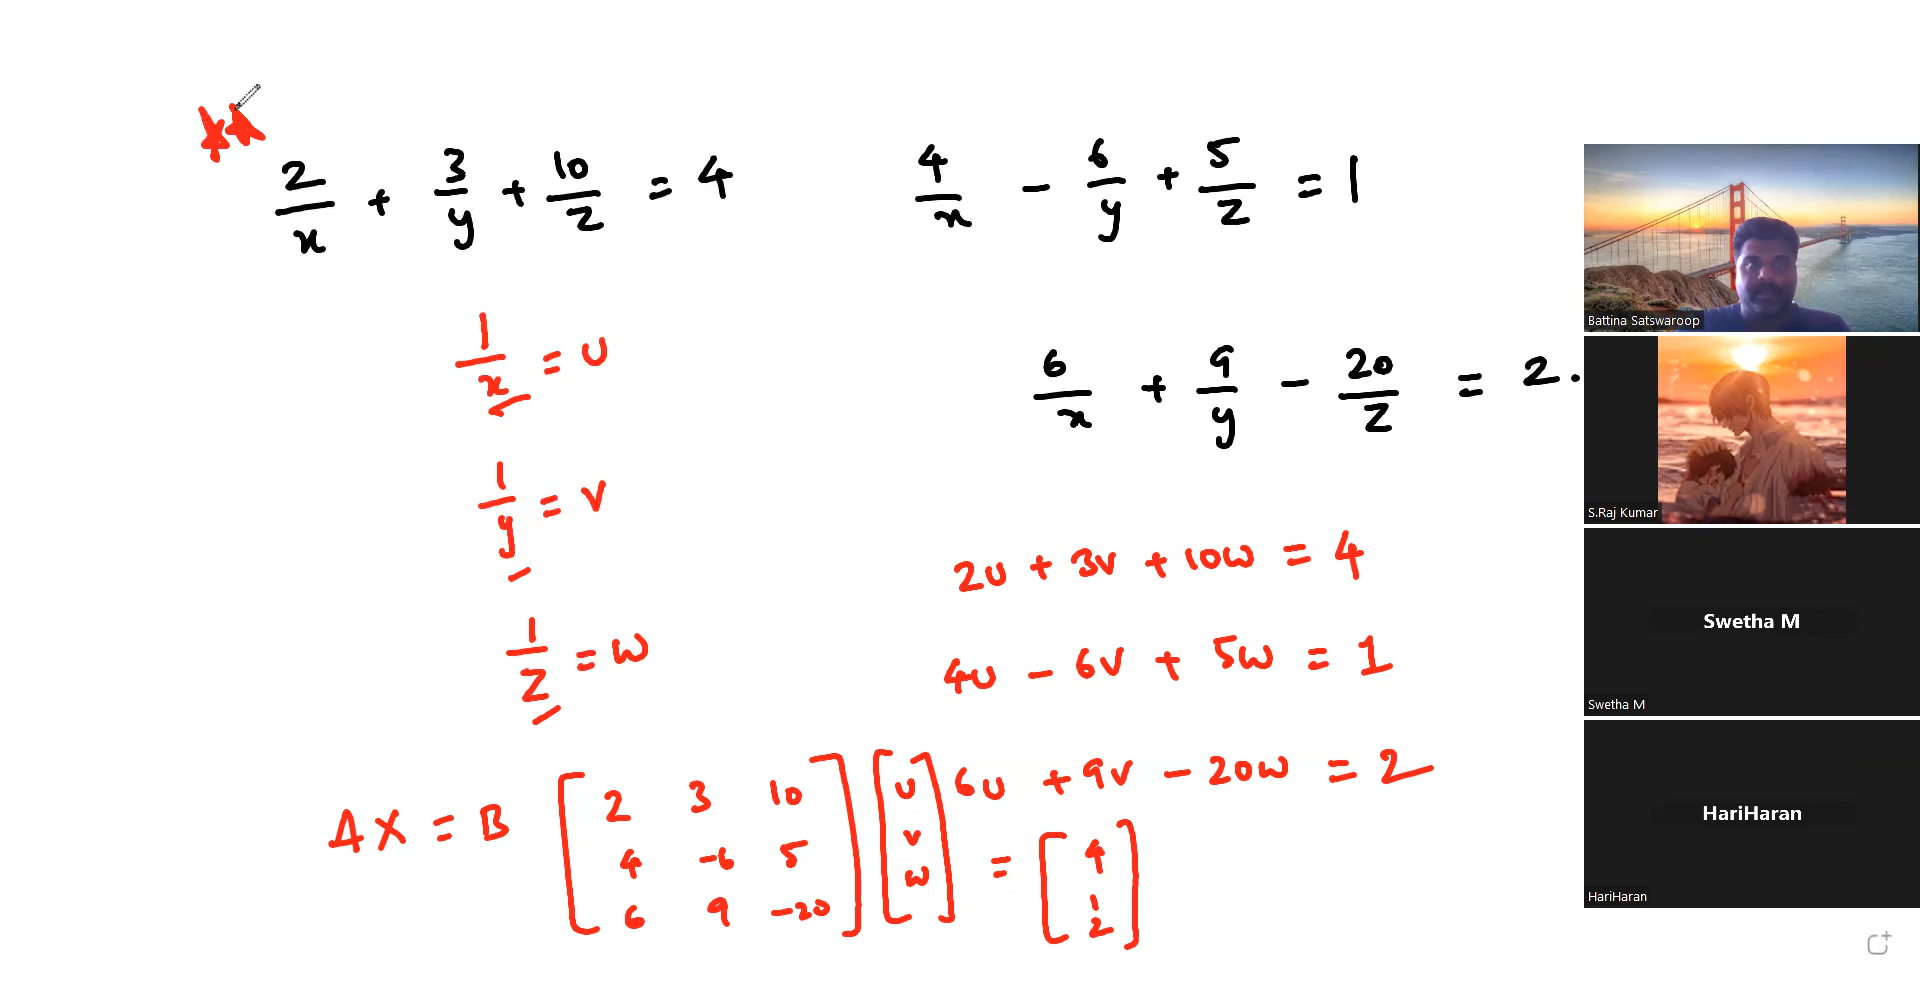 2/x + 3/y + 10/z = 4
4/x - 6/y + 5/z = 1
1/x = U
6/x + 9/y - 20/z = 2.
1/y = V
2U + 3V + 10W = 4
1/z = W
4U - 6V + 5W = 1
6U + 9V - 20W = 2
AX = B [2 3 10] [U]
[4 -6 5] [V] = [4]
[6 9 -20] [W] [1]
[2]
Battina Satswaroop
S.Raj Kumar
Swetha M
Swetha M
HariHaran
HariHaran